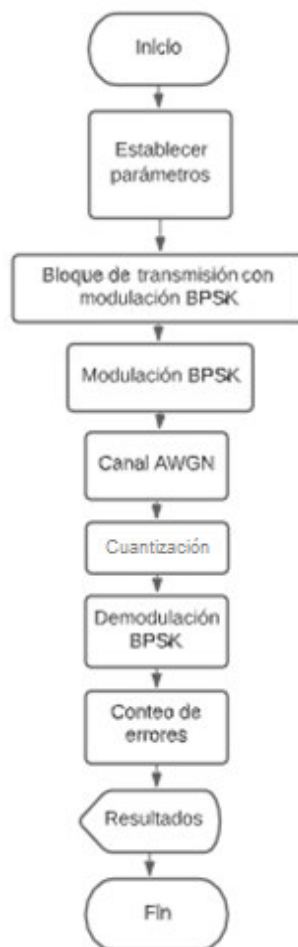 Inicio
Establecer
parámetros
Bloque de transmisión con
modulación BPSK
Modulación BPSK
Canal AWGN
Cuantización
Demodulación
BPSK
Conteo de
errores
Resultados
Fin